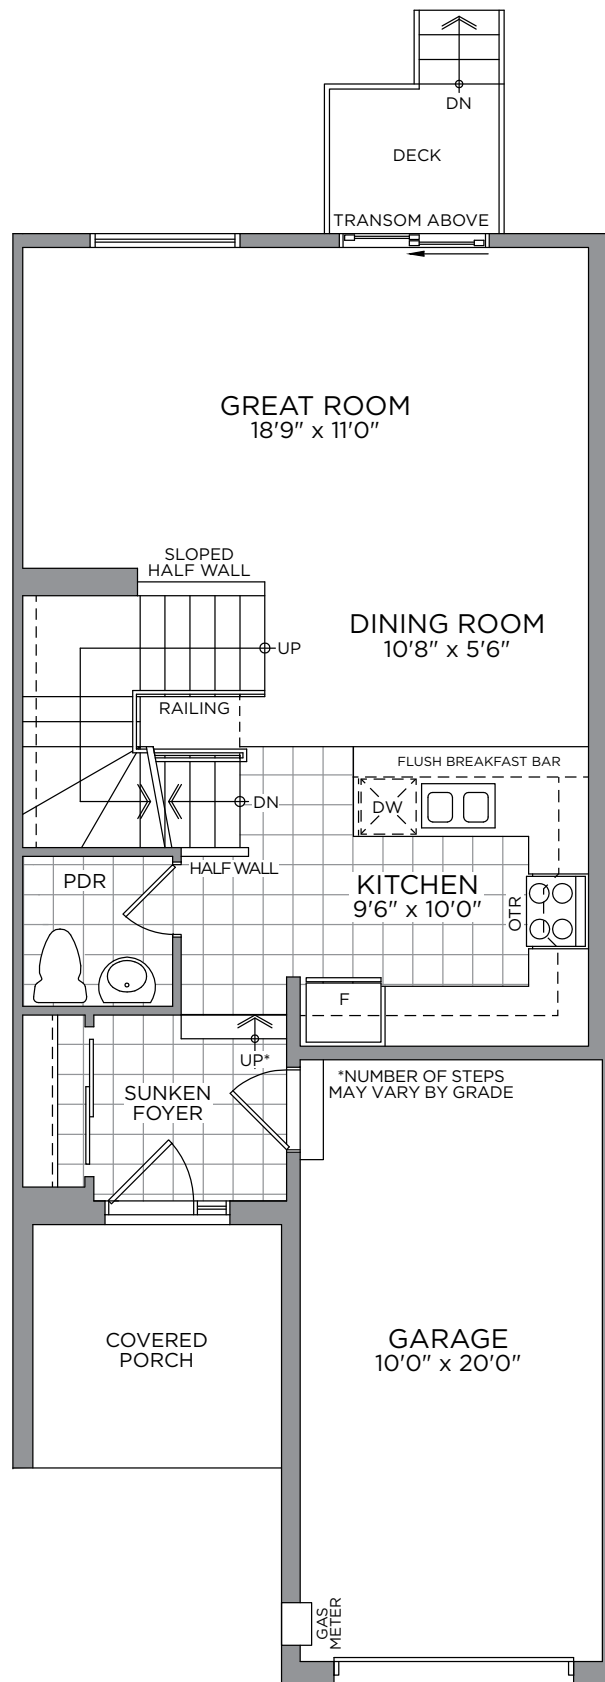 DN
DECK
TRANSOM ABOVE
GREAT ROOM
18'9" x 11'0"
SLOPED
HALF WALL
DINING ROOM
10'8" x 5'6"
UP
RAILING
FLUSH BREAKFAST BAR
DW
DN
HALF WALL
PDR
KITCHEN
9'6" x 10'0"
OTR
F
UP*
*NUMBER OF STEPS
MAY VARY BY GRADE
SUNKEN
FOYER
COVERED
PORCH
GARAGE
10'0" x 20'0"
GAS
METER